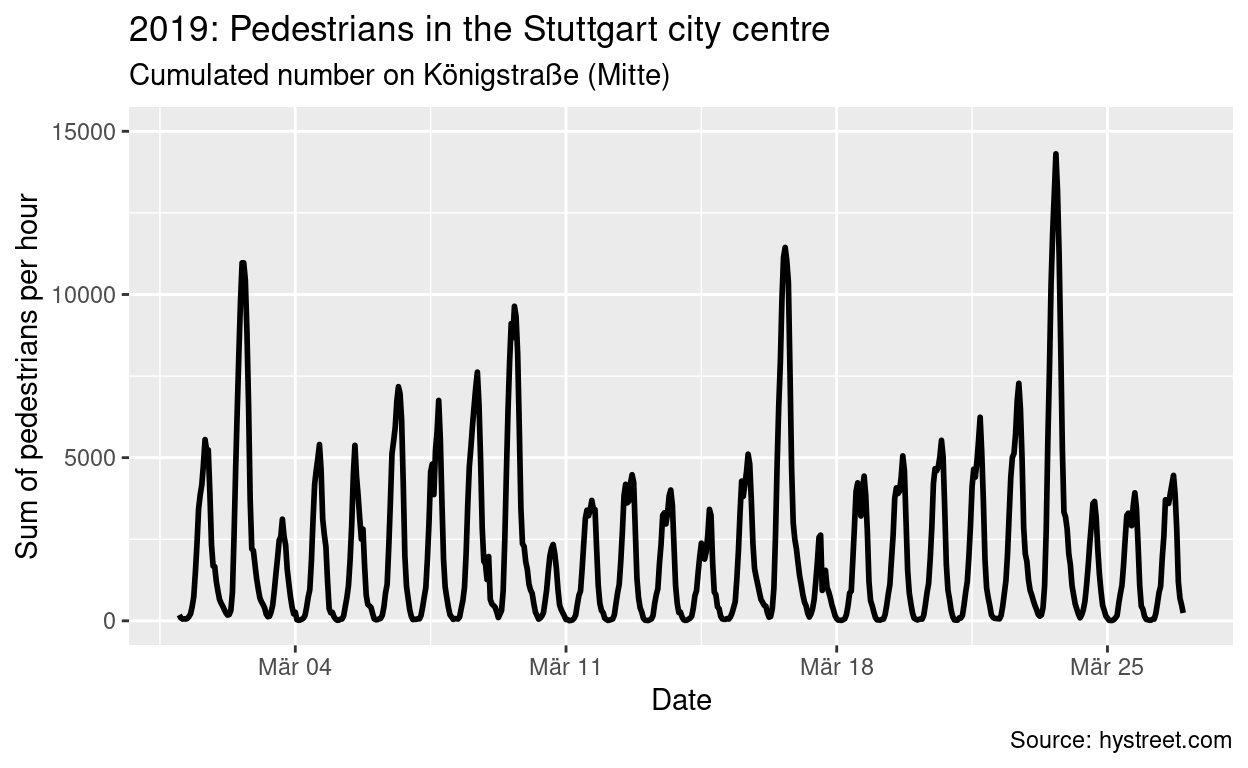 2019: Pedestrians in the Stuttgart city centre
Cumulated number on Königstraße (Mitte)
Sum of pedestrians per hour
15000
10000
5000
0
Mär 04 Mär 11 Mär 18 Mär 25
Date
Source: hystreet.com